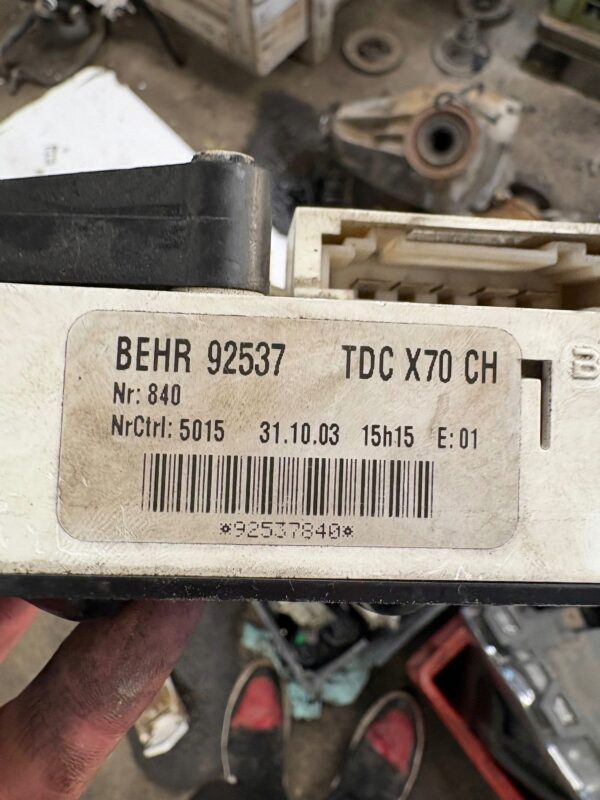 BEHR 92537 TDC X70 CH
Nr: 840
NrCtrl: 5015 31.10.03 15h15 E: 01
*92537840*